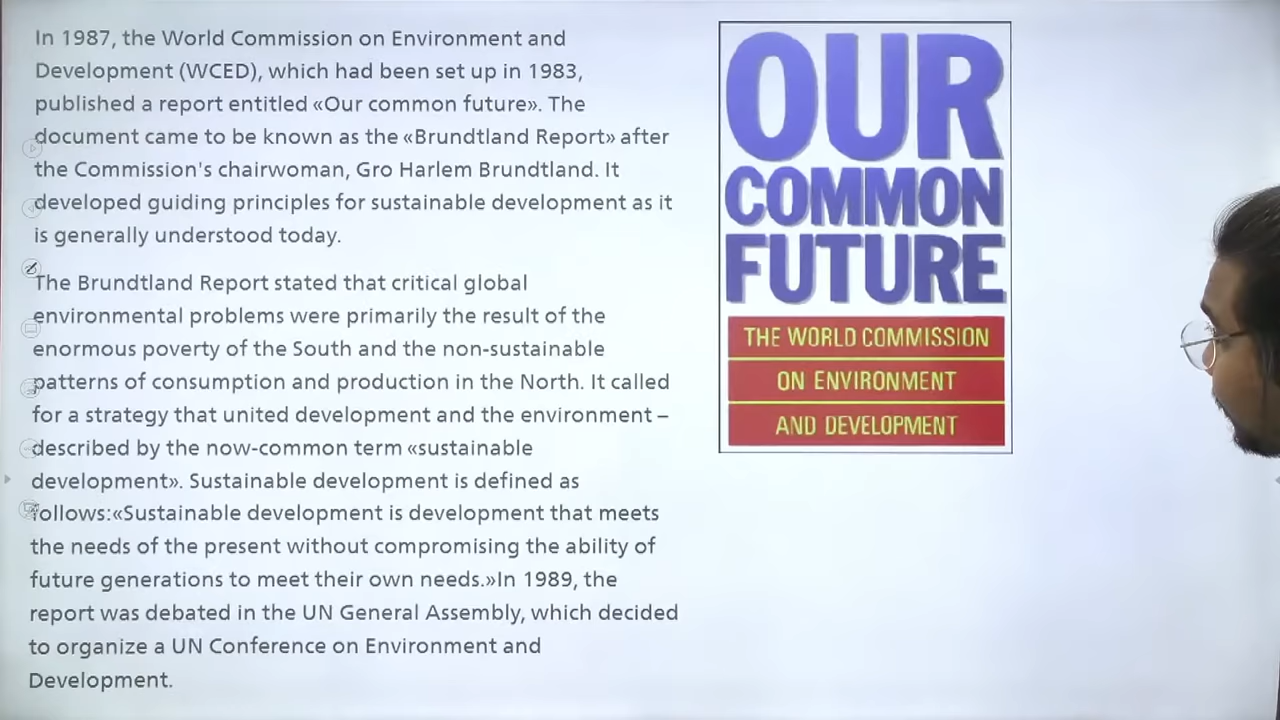 In 1987, the World Commission on Environment and
Development (WCED), which had been set up in 1983,
published a report entitled «Our common future». The
document came to be known as the «Brundtland Report» after
the Commission's chairwoman, Gro Harlem Brundtland. It
developed guiding principles for sustainable development as it
is generally understood today.
The Brundtland Report stated that critical global
environmental problems were primarily the result of the
enormous poverty of the South and the non-sustainable
patterns of consumption and production in the North. It called
for a strategy that united development and the environment –
described by the now-common term «sustainable
development». Sustainable development is defined as
follows:«Sustainable development is development that meets
the needs of the present without compromising the ability of
future generations to meet their own needs.»In 1989, the
report was debated in the UN General Assembly, which decided
to organize a UN Conference on Environment and
Development.
OUR
COMMON
FUTURE
THE WORLD COMMISSION
ON ENVIRONMENT
AND DEVELOPMENT